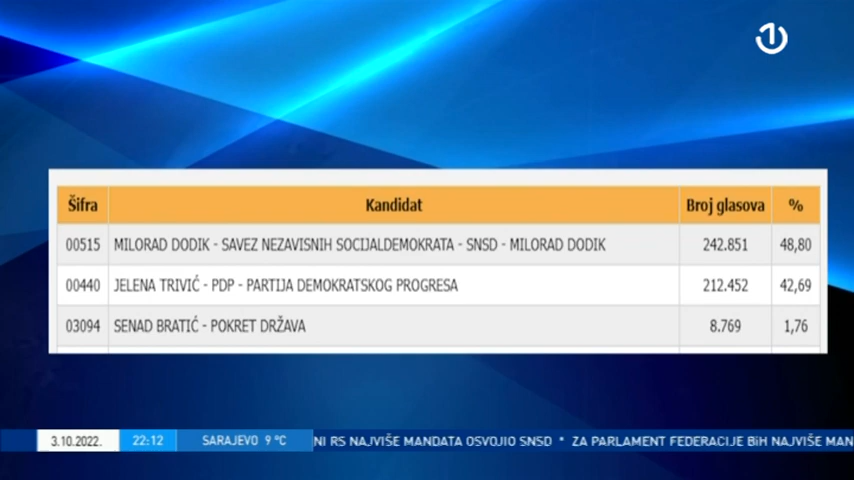 Šifra Kandidat Broj glasova %
00515 MILORAD DODIK - SAVEZ NEZAVISNIH SOCIJALDEMOKRATA - SNSD - MILORAD DODIK 242.851 48,80
00440 JELENA TRIVIĆ - PDP - PARTIJA DEMOKRATSKOG PROGRESA 212.452 42,69
03094 SENAD BRATIĆ - POKRET DRŽAVA 8.769 1,76
3.10.2022. 22:12 SARAJEVO 9 °C NI RS NAJVIŠE MANDATA OSVOJIO SNSD * ZA PARLAMENT FEDERACIJE BiH NAJVIŠE MAN